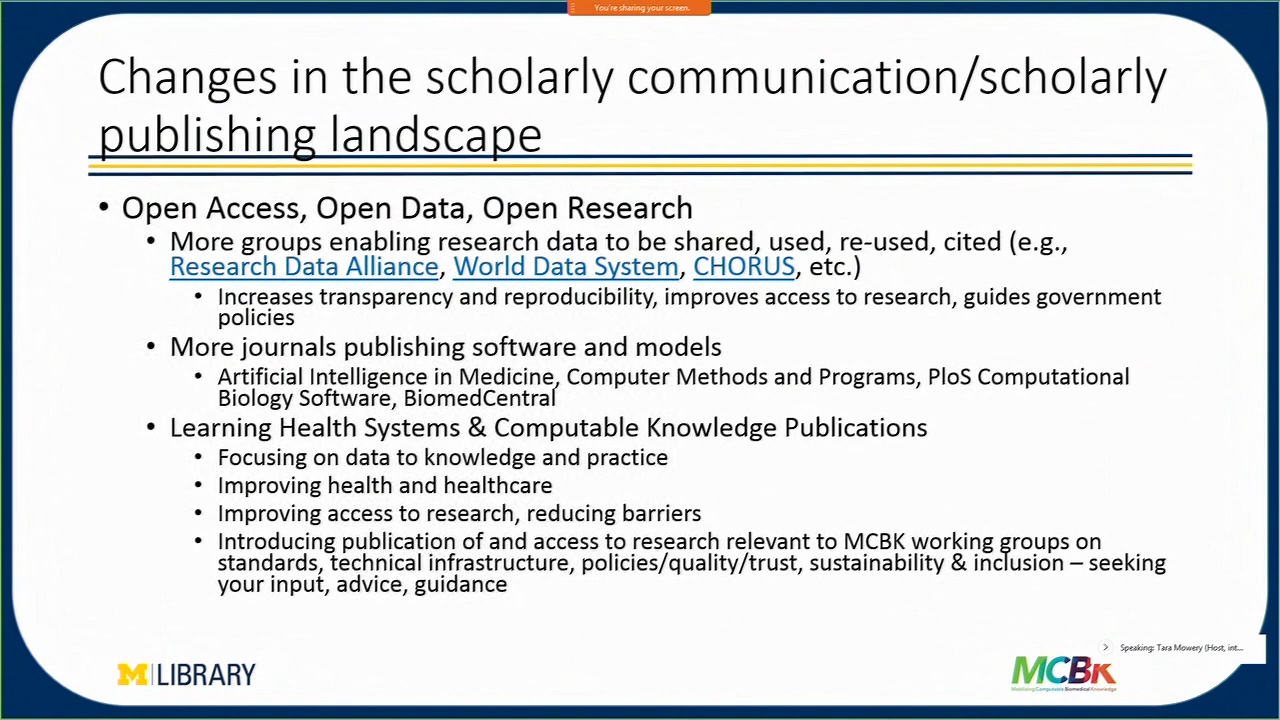 You're sharing your screen.
Changes in the scholarly communication/scholarly
publishing landscape
• Open Access, Open Data, Open Research
• More groups enabling research data to be shared, used, re-used, cited (e.g.,
Research Data Alliance, World Data System, CHORUS, etc.)
• Increases transparency and reproducibility, improves access to research, guides government
policies
• More journals publishing software and models
• Artificial Intelligence in Medicine, Computer Methods and Programs, PloS Computational
Biology Software, BiomedCentral
• Learning Health Systems & Computable Knowledge Publications
• Focusing on data to knowledge and practice
• Improving health and healthcare
• Improving access to research, reducing barriers
• Introducing publication of and access to research relevant to MCBK working groups on
standards, technical infrastructure, policies/quality/trust, sustainability & inclusion – seeking
your input, advice, guidance
Speaking: Tara Mowery (Host, int...
M LIBRARY
MCBK
Mobilizing Computable Biomedical Knowledge